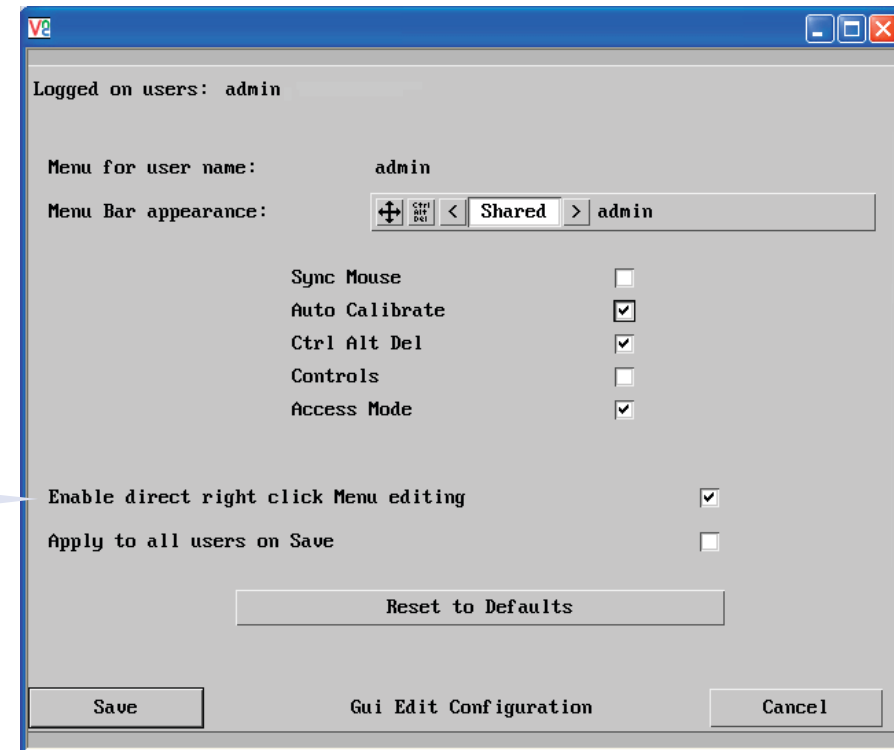 Logged on users: admin
Menu for user name: admin
Menu Bar appearance: Ctrl Alt Del < Shared > admin
Sync Mouse
Auto Calibrate
Ctrl Alt Del
Controls
Access Mode
Enable direct right click Menu editing
Apply to all users on Save
Reset to Defaults
Save Gui Edit Configuration Cancel